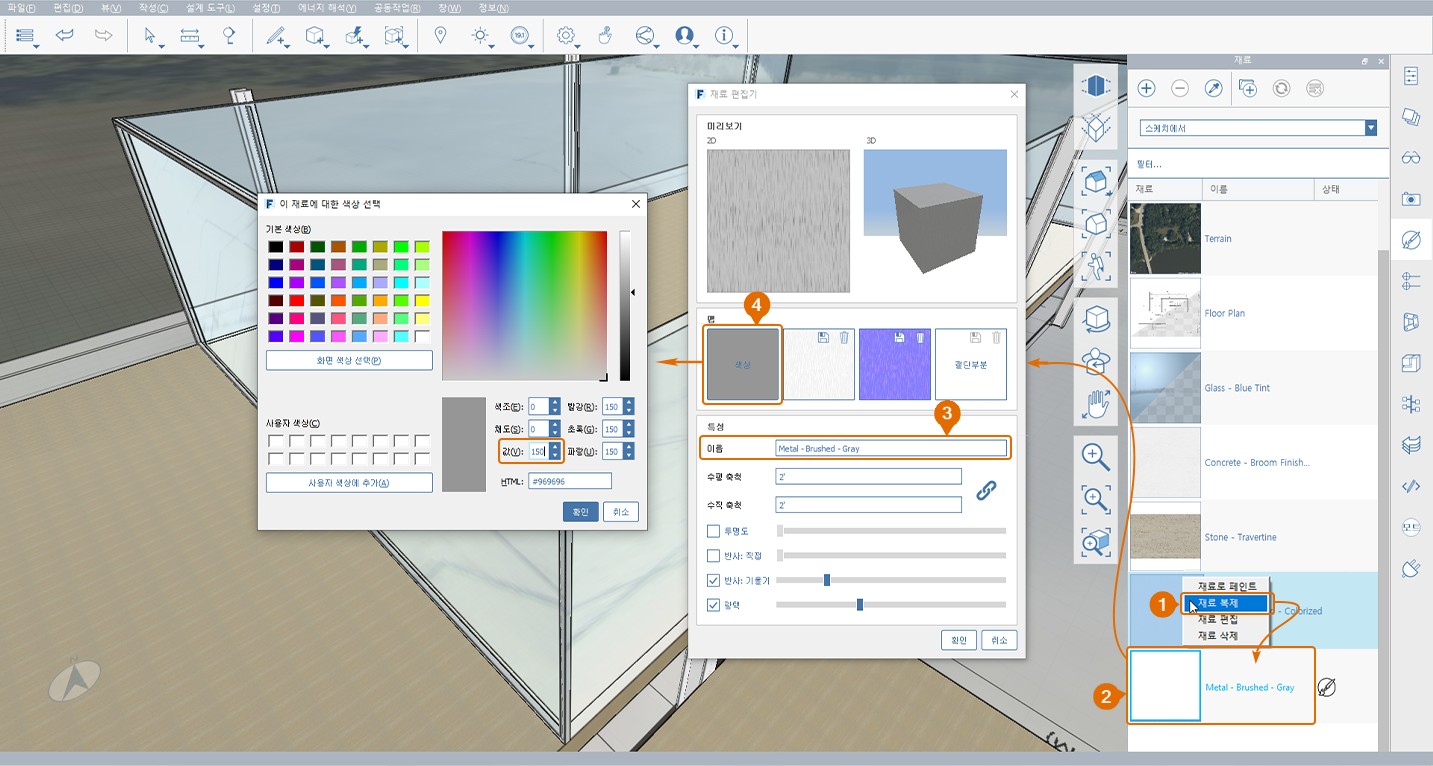 파일(F) 편집(D) 뷰(V) 작성(C) 설계 도구(L) 설정(T) 에너지 해석(Y) 공동작업(R) 창(W) 정보(N)
19.1
재료
스케치에서
필터...
재료 이름 상태
Terrain
Floor Plan
Glass - Blue Tint
Concrete - Broom Finish...
Stone - Travertine
- Colorized
재료로 페인트
재료 복제
재료 편집
재료 삭제
1
2
Metal - Brushed - Gray
F 재료 편집기
미리보기
2D 3D
맵
4
색상
절단부분
3
특성
이름 Metal - Brushed - Gray
수평 축척 2'
수직 축척 2'
투명도
반사: 직접
반사: 기울기
광택
확인 취소
F 이 재료에 대한 색상 선택
기본 색상(B)
화면 색상 선택(P)
사용자 색상(C)
사용자 색상에 추가(A)
색조(E): 0 빨강(R): 150
채도(S): 0 초록(G): 150
값(V): 150 파랑(U): 150
HTML: #969696
확인 취소
N